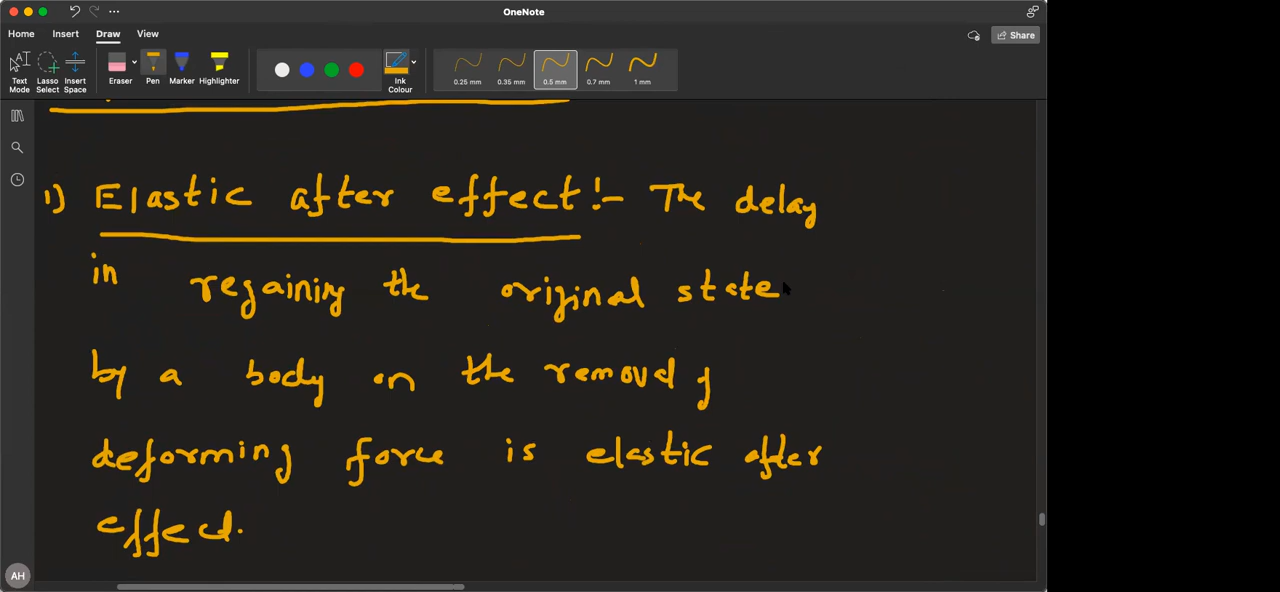 OneNote
Home Insert Draw View
Share
Text Mode Lasso Select Insert Space Eraser Pen Marker Highlighter Ink Colour 0.25 mm 0.35 mm 0.5 mm 0.7 mm 1 mm
1) Elastic after effect :- The delay
in regaining the original state
by a body on the removal of
deforming force is elastic after
effect.
AH